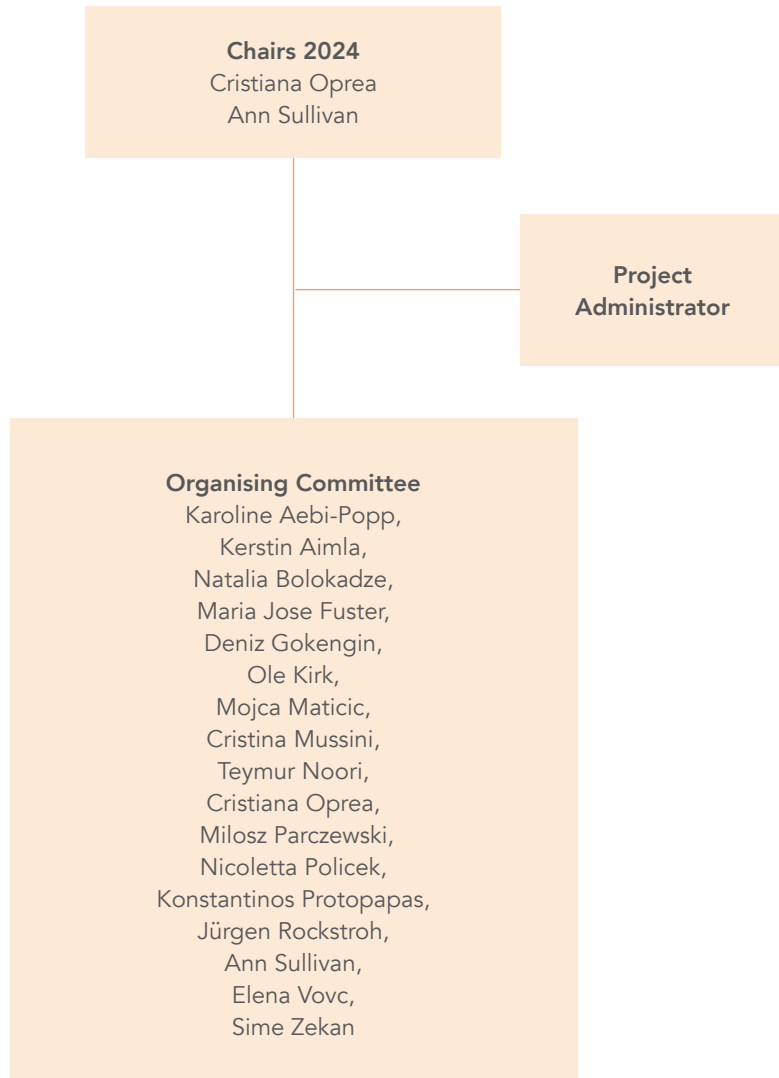 Chairs 2024
Cristiana Oprea
Ann Sullivan
Project
Administrator
Organising Committee
Karoline Aebi-Popp,
Kerstin Aimla,
Natalia Bolokadze,
Maria Jose Fuster,
Deniz Gokengin,
Ole Kirk,
Mojca Maticic,
Cristina Mussini,
Teymur Noori,
Cristiana Oprea,
Milosz Parczewski,
Nicoletta Policek,
Konstantinos Protopapas,
Jürgen Rockstroh,
Ann Sullivan,
Elena Vovc,
Sime Zekan